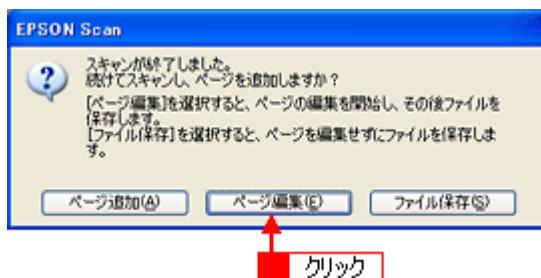 EPSON Scan
スキャンが終了しました。
続けてスキャンし、ページを追加しますか？
[ページ編集]を選択すると、ページの編集を開始し、その後ファイルを
保存します。
[ファイル保存]を選択すると、ページを編集せずにファイルを保存しま
す。
ページ追加(A) ページ編集(E) ファイル保存(S)
クリック